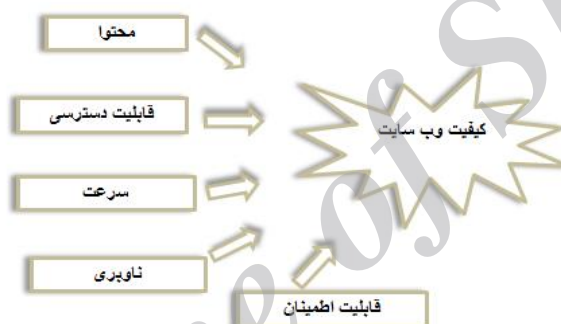 محتوا
قابلیت دسترسی
کیفیت وب سایت
سرعت
ناوبری
قابلیت اطمینان